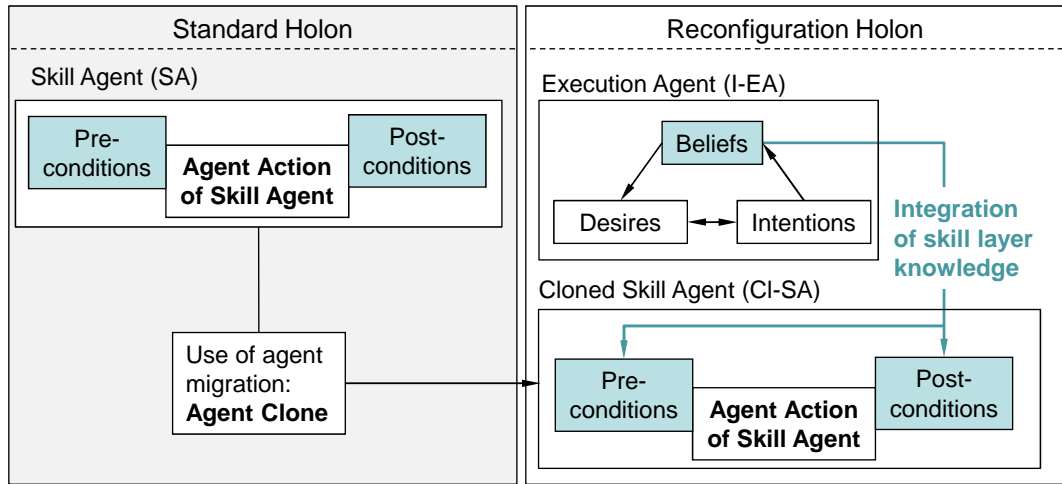 Standard Holon
Skill Agent (SA)
Pre-
conditions
Agent Action
of Skill Agent
Post-
conditions
Use of agent
migration:
Agent Clone
Reconfiguration Holon
Execution Agent (I-EA)
Beliefs
Desires
Intentions
Integration
of skill layer
knowledge
Cloned Skill Agent (Cl-SA)
Pre-
conditions
Agent Action
of Skill Agent
Post-
conditions